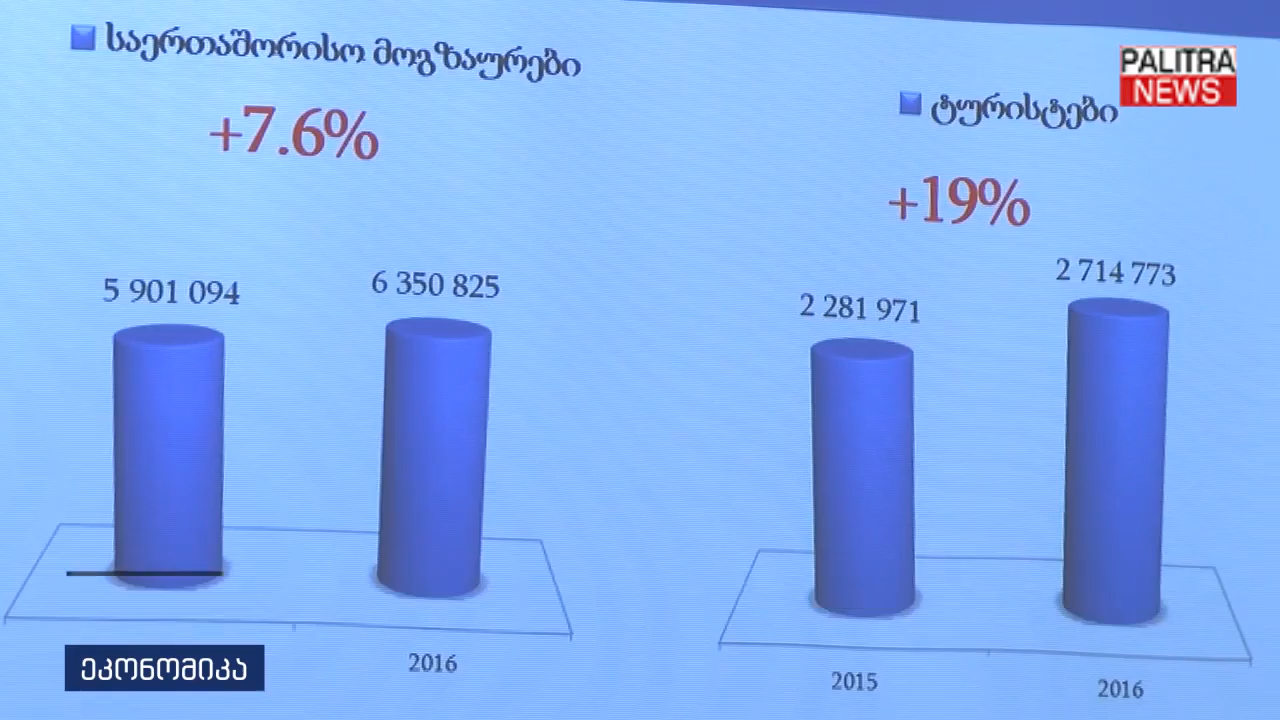 საერთაშორისო მოგზაურები
+7.6%
5 901 094
6 350 825
2016
ტურისტები
+19%
2 281 971
2 714 773
2015
2016
PALITRA
NEWS
ეკონომიკა